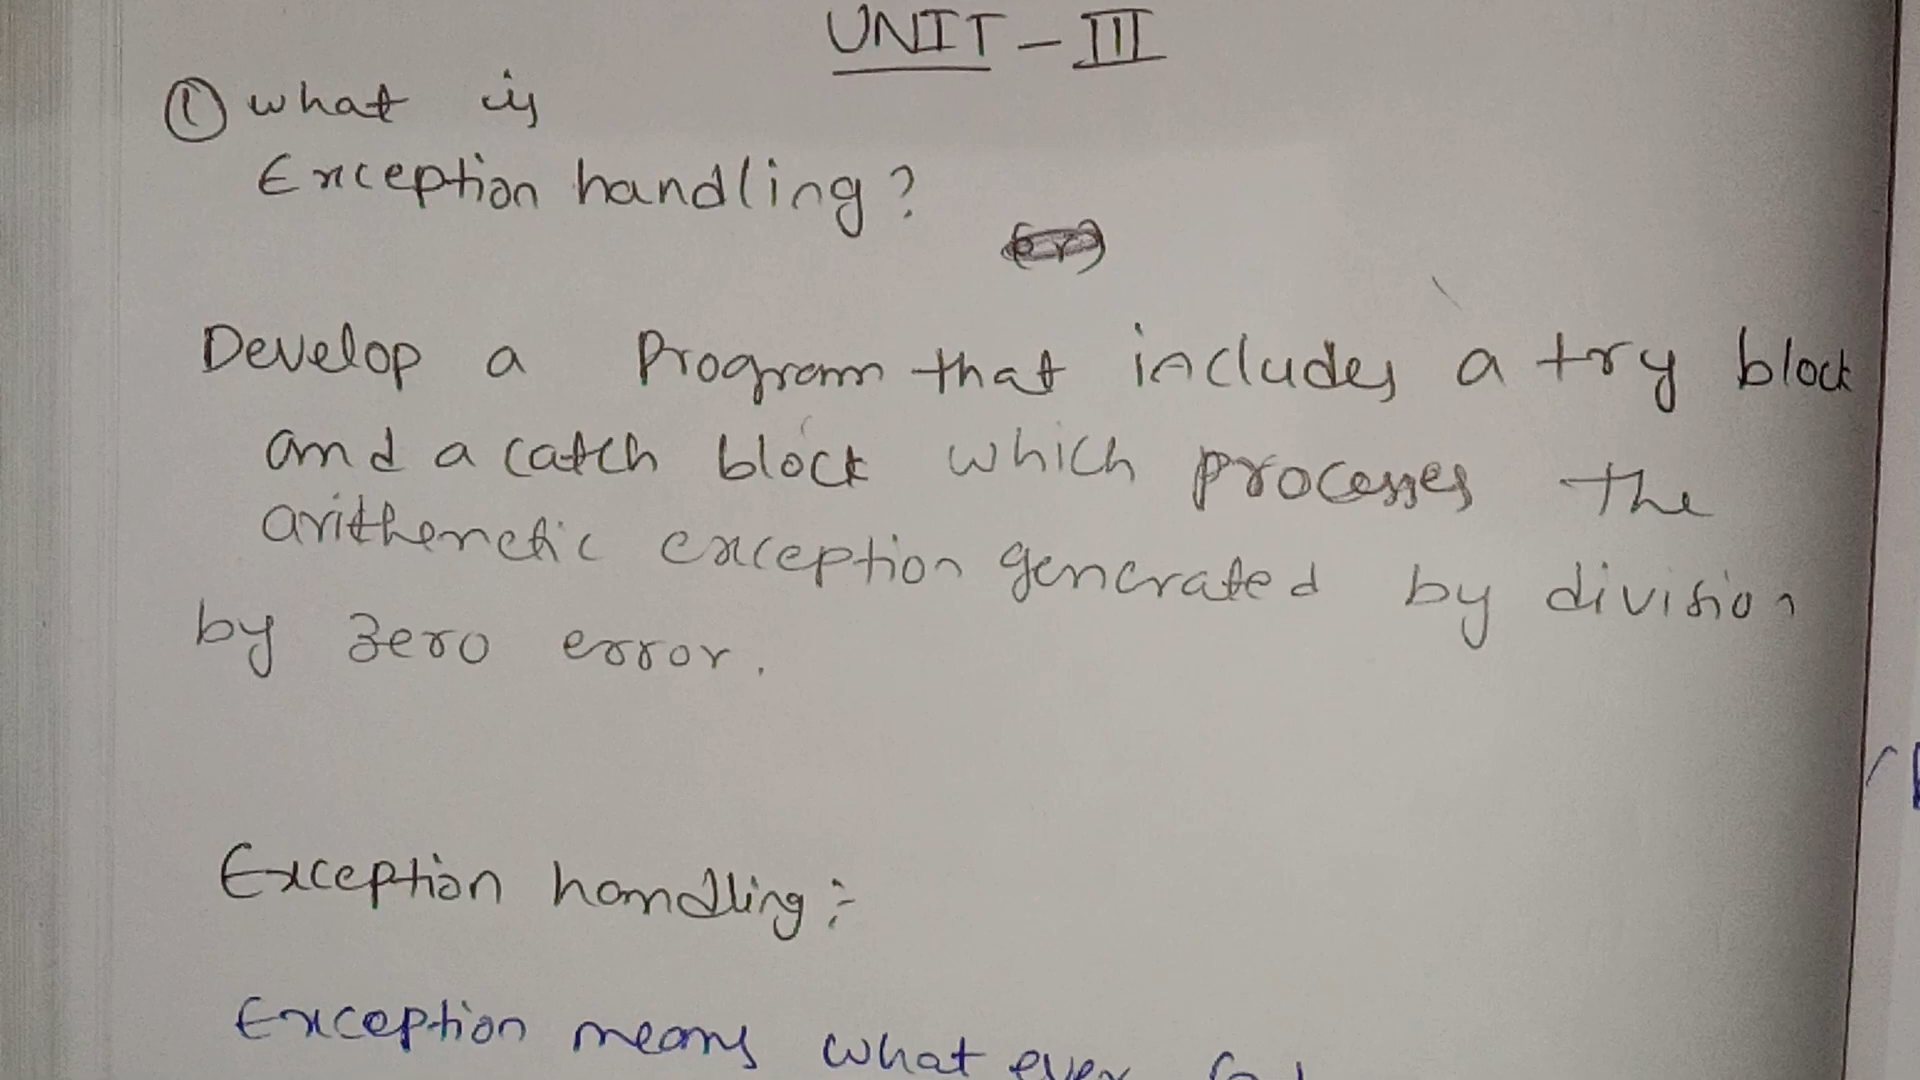 UNIT - III
① what is
Exception handling?
(or)
Develop a Program that includes a try block
and a catch block which processes the
arithemetic exception generated by division
by zero error.
Exception handling :-
Exception means what ever